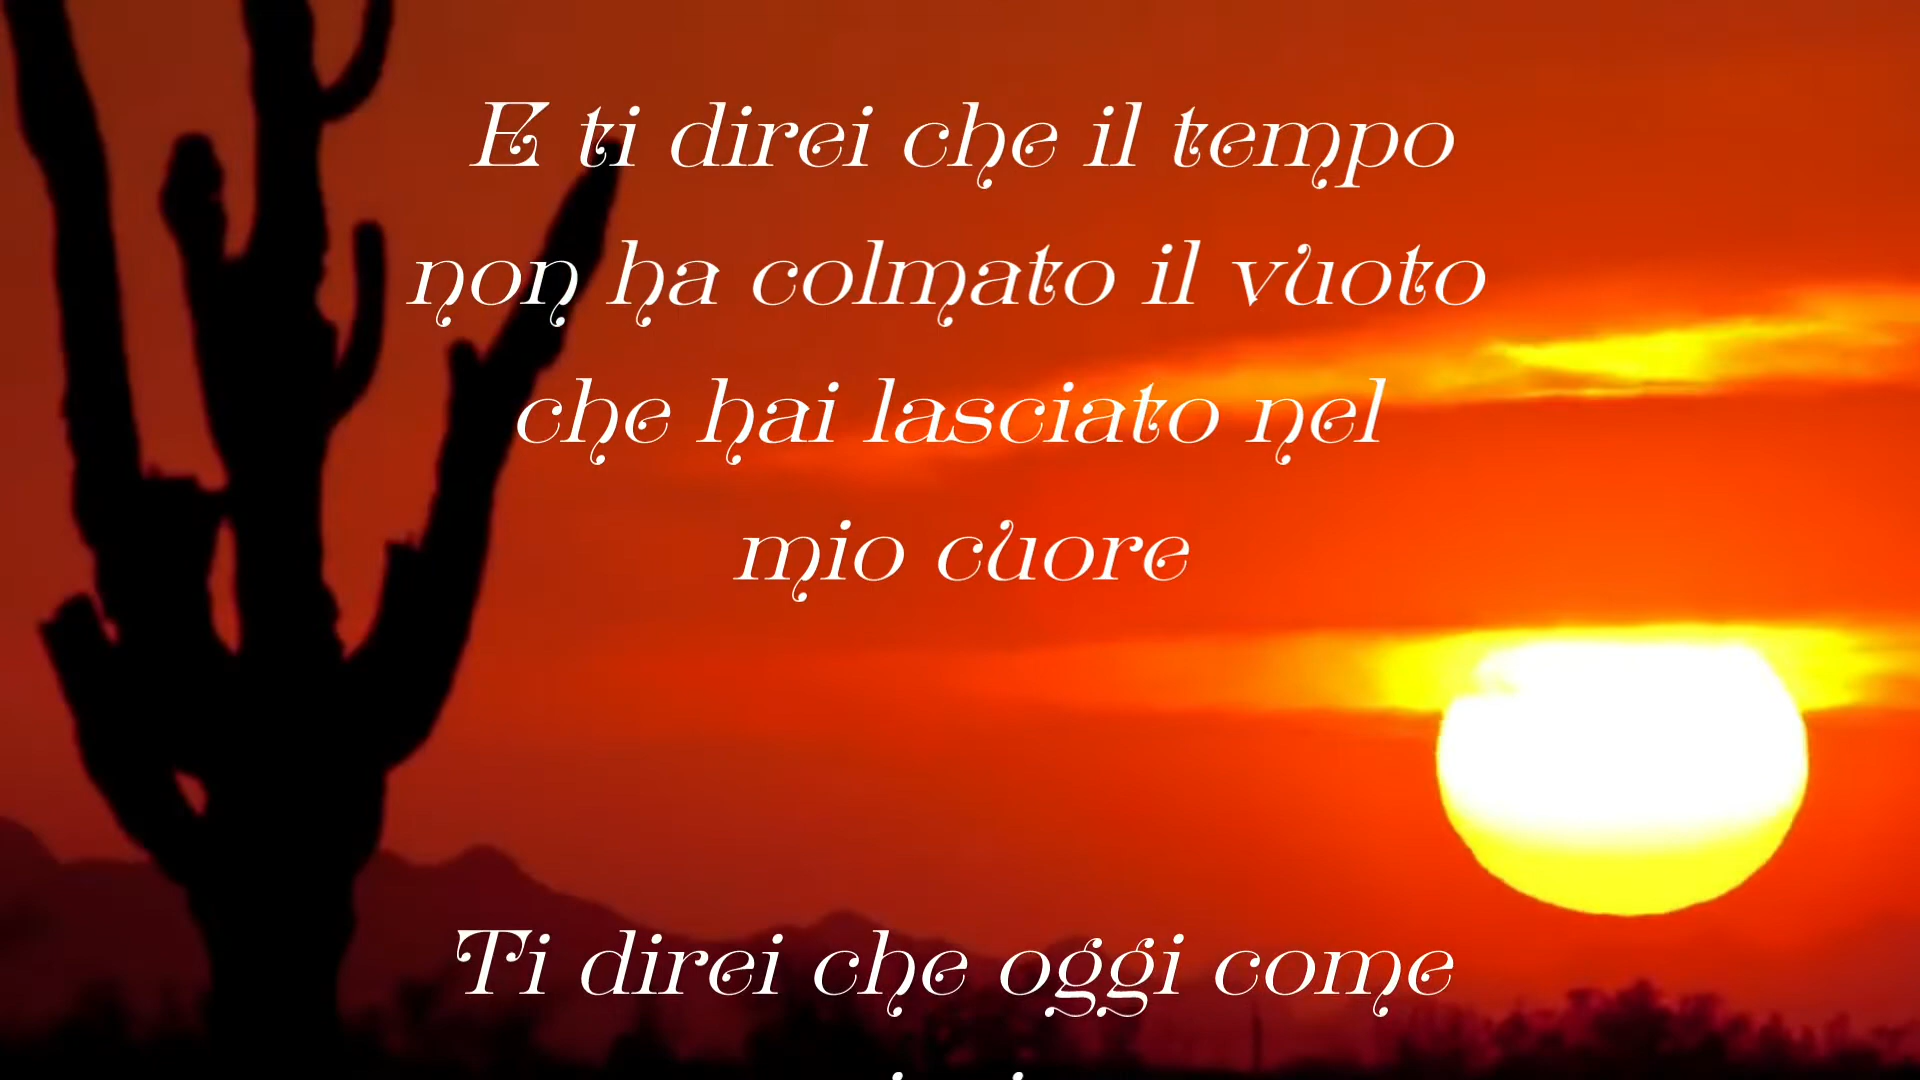 E ti direi che il tempo
non ha colmato il vuoto
che hai lasciato nel
mio cuore
Ti direi che oggi come